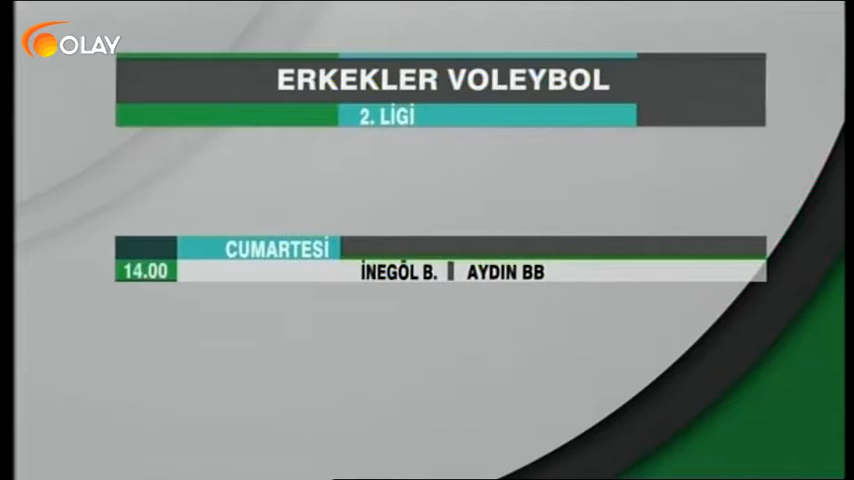 OLAY
ERKEKLER VOLEYBOL
2. LİGİ
CUMARTESİ
14.00 İNEGÖL B. AYDIN BB